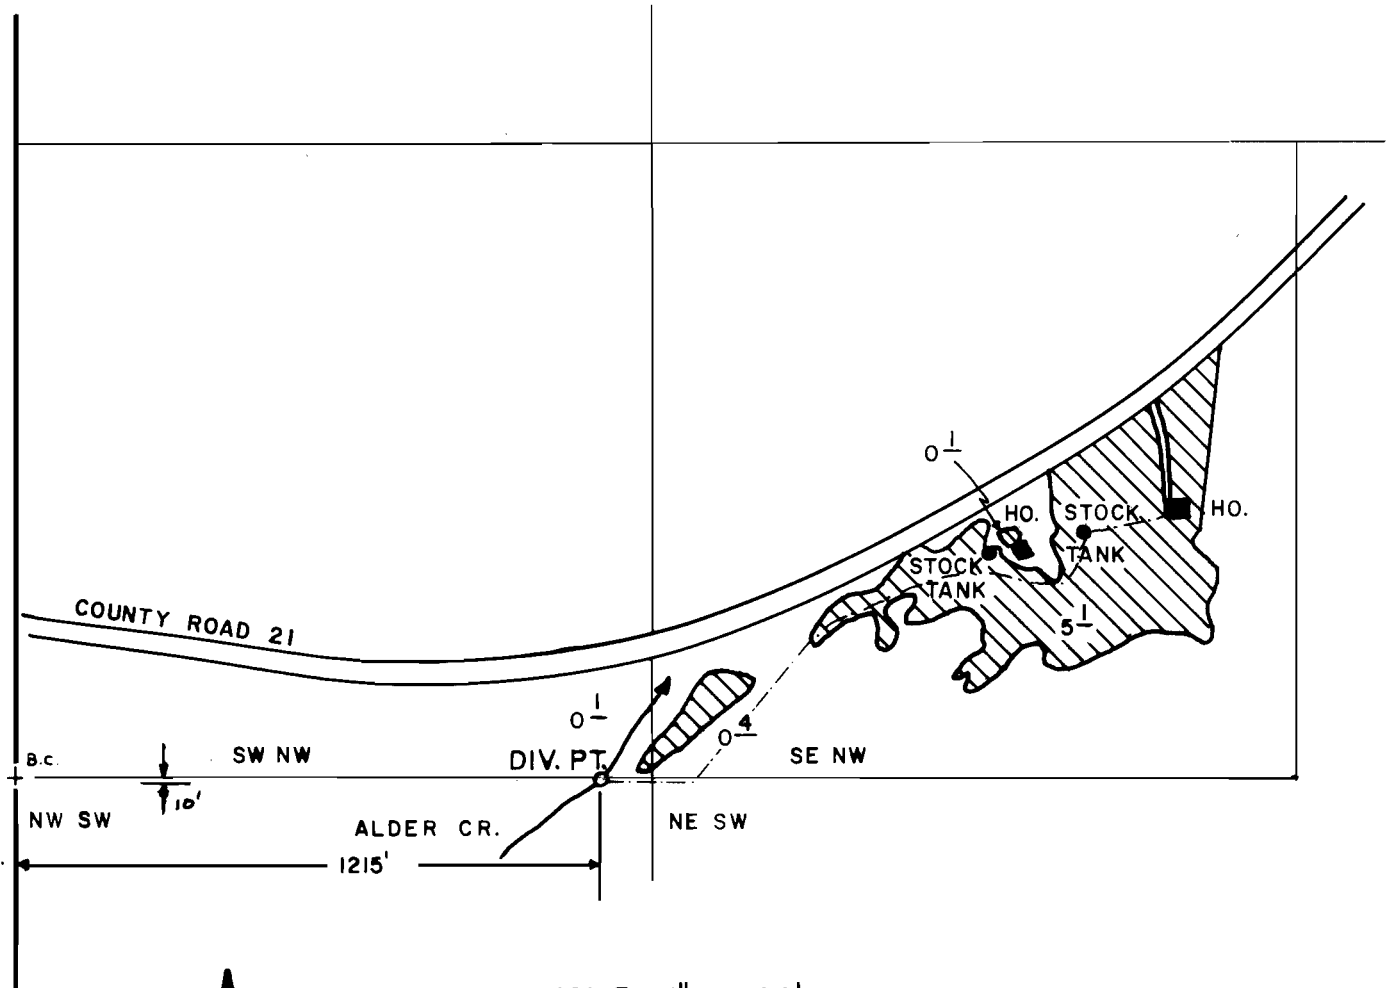 0 1
HO.
STOCK
HO.
TANK
STOCK
TANK
5 1
COUNTY ROAD 21
0 1
0 4
B.C.
SW NW
DIV. PT.
SE NW
10'
NW SW
ALDER CR.
NE SW
1215'